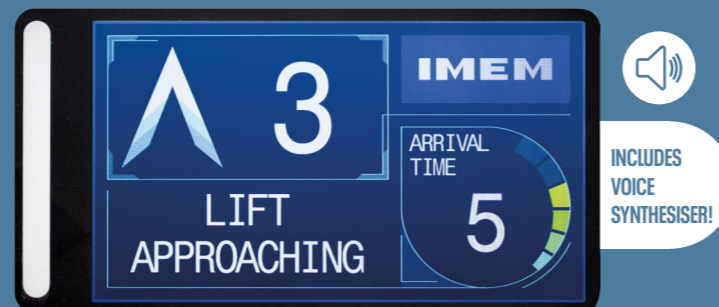 3
IMEM
ARRIVAL
TIME
5
LIFT
APPROACHING
INCLUDES
VOICE
SYNTHESISER!